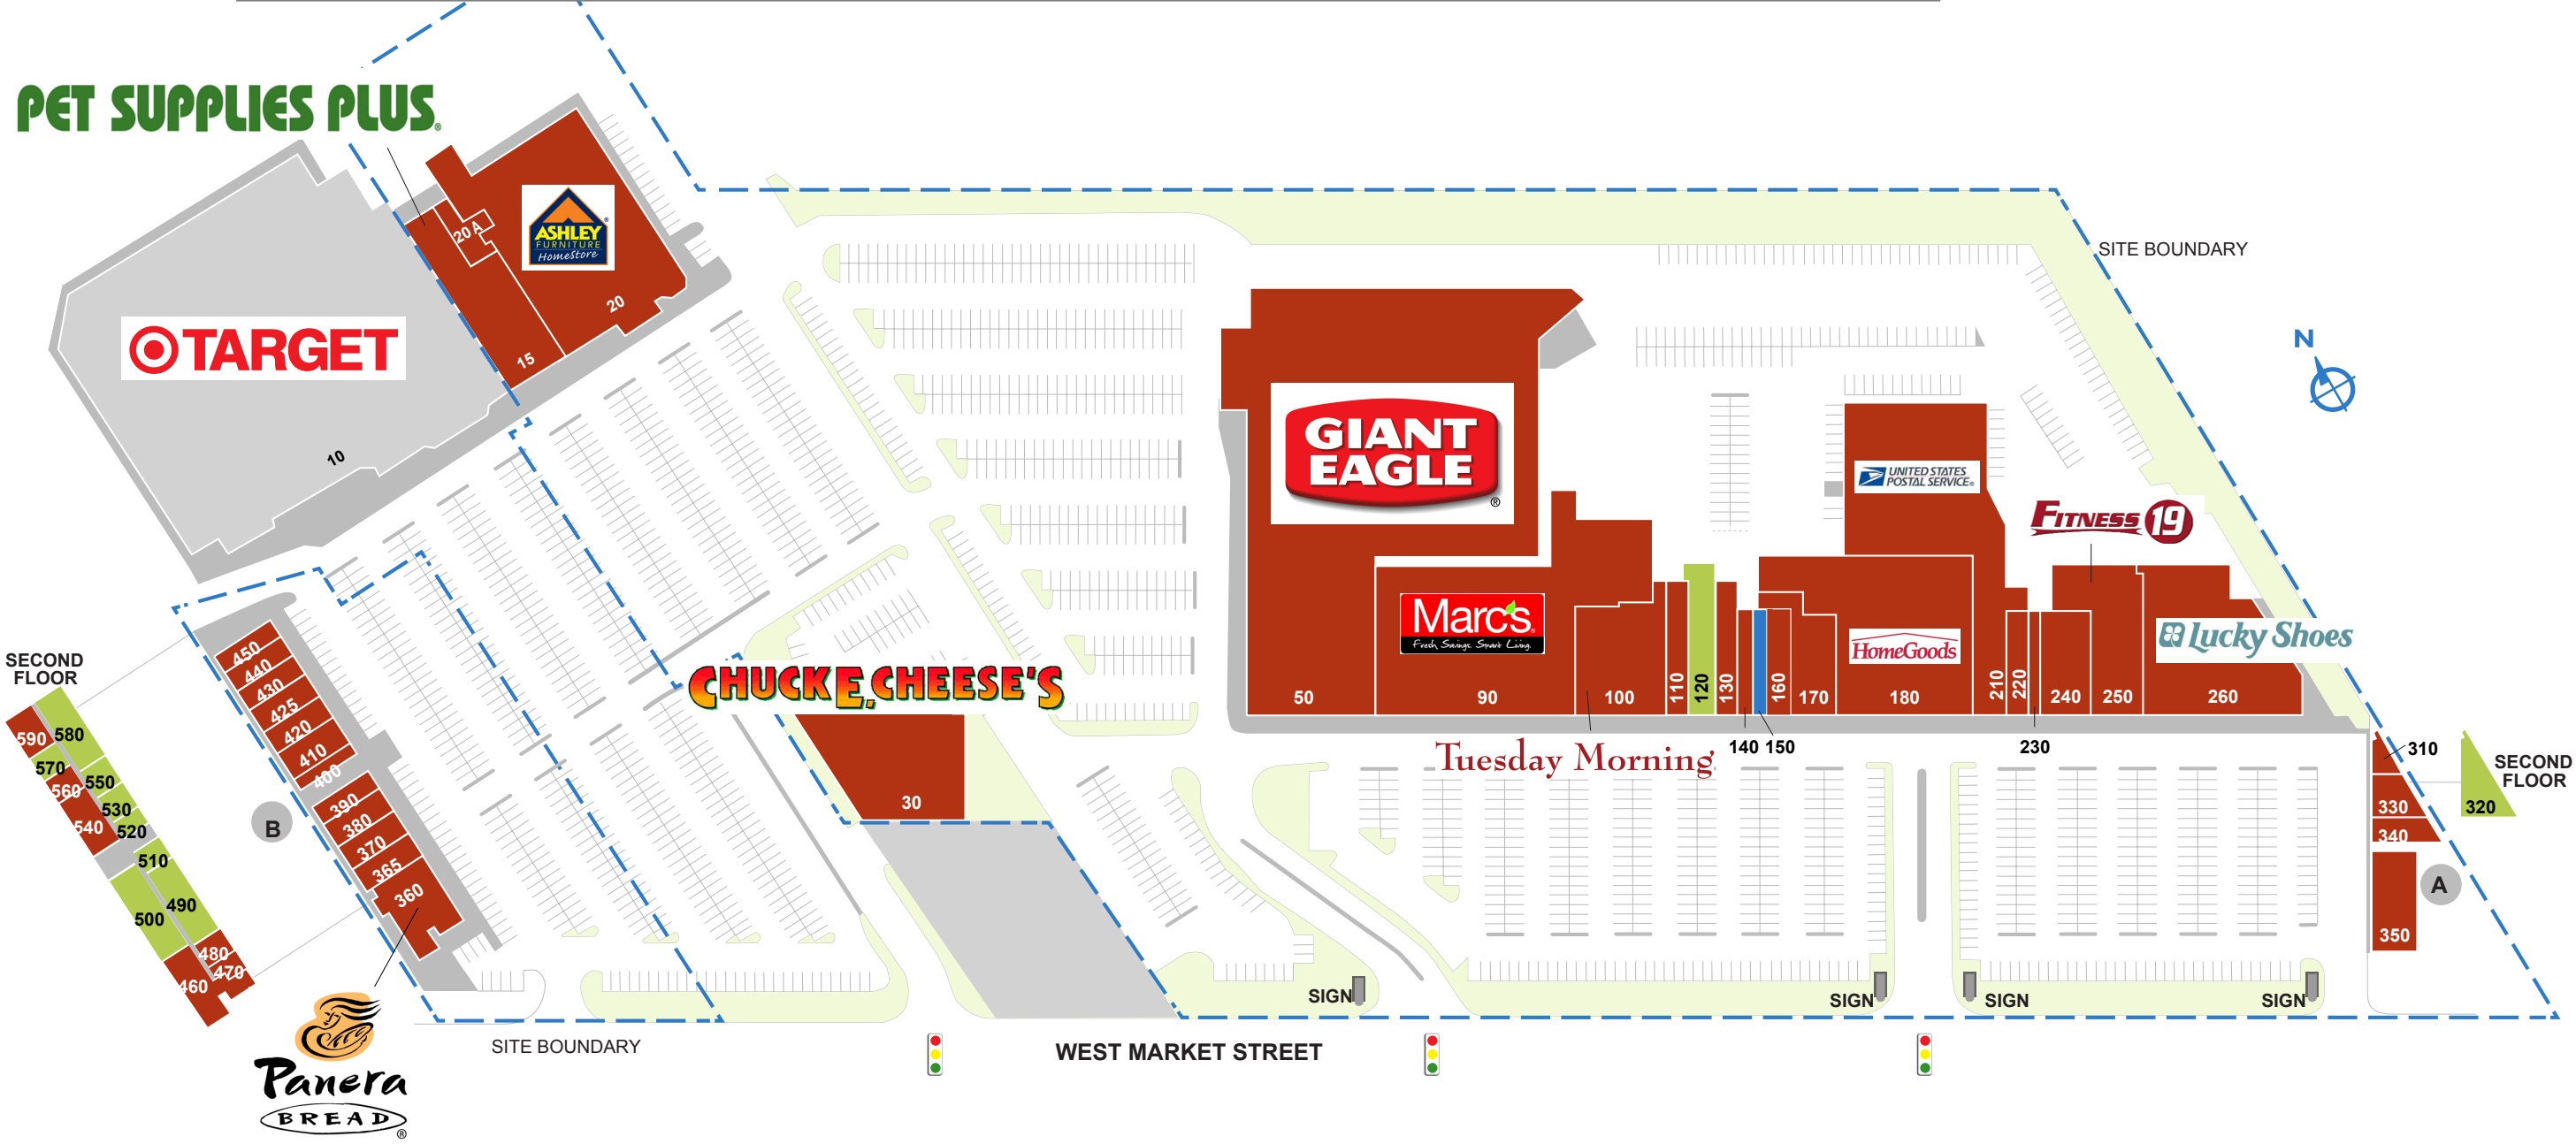 PET SUPPLIES PLUS®
20A
ASHLEY
FURNITURE
HomeStore®
20
15
TARGET
10
SITE BOUNDARY
N
GIANT
EAGLE
®
UNITED STATES
POSTAL SERVICE®
FITNESS 19
Marc's®
Fresh. Savings. Smart Living.
HomeGoods
Lucky Shoes
50
90
100
110
120
130
160
170
180
210
220
240
250
260
140 150
230
Tuesday Morning
CHUCK E. CHEESE'S
30
SECOND
FLOOR
590
580
570
560
550
540
530
520
510
500
490
480
470
460
450
440
430
425
420
410
400
390
380
370
365
360
B
310
330
340
350
A
SECOND
FLOOR
320
SIGN
SIGN
SIGN
SIGN
Panera
BREAD®
SITE BOUNDARY
WEST MARKET STREET